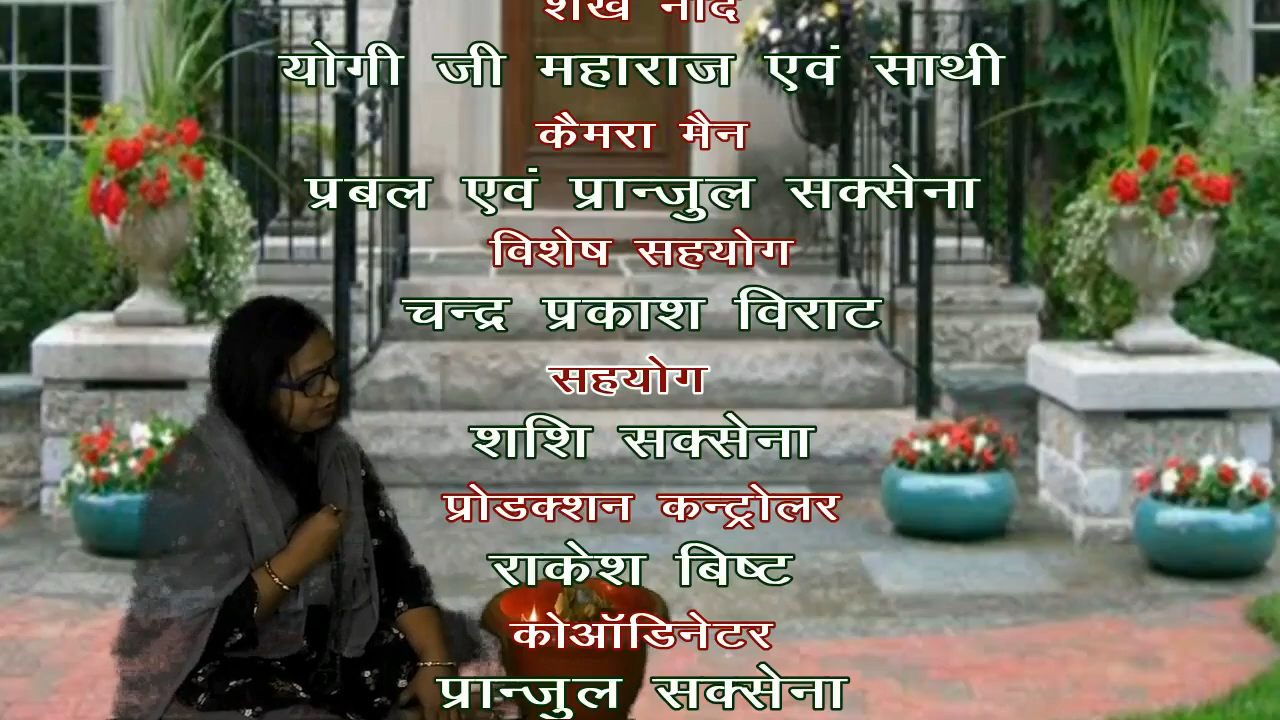 शंख नाद
योगी जी महाराज एवं साथी
कैमरा मैन
प्रबल एवं प्रान्जुल सक्सेना
विशेष सहयोग
चन्द्र प्रकाश विराट
सहयोग
शशि सक्सेना
प्रोडक्शन कन्ट्रोलर
राकेश बिष्ट
कोऑडिनेटर
प्रान्जुल सक्सेना